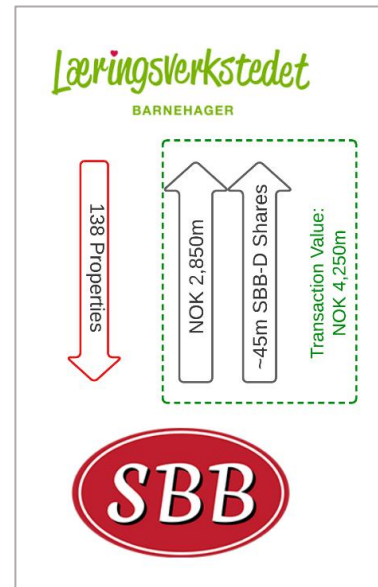 Læringsverkstedet
BARNEHAGER
138 Properties
NOK 2,850m
~45m SBB-D Shares
Transaction Value:
NOK 4,250m
SBB